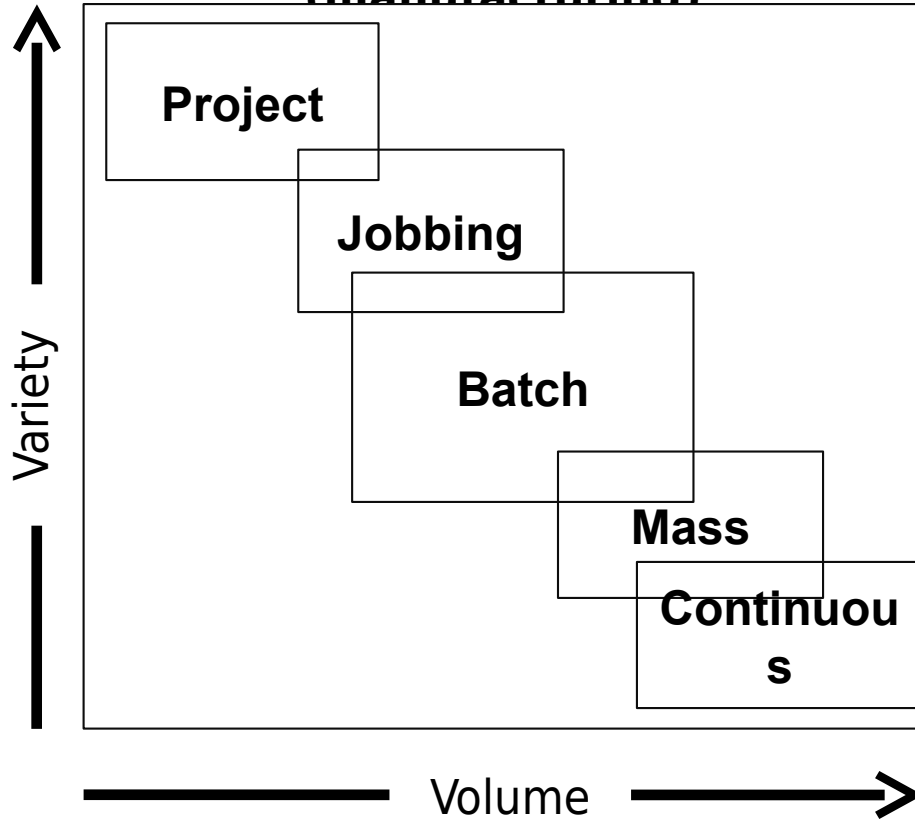 Project
Jobbing
Batch
Mass
Continuou
s
Variety
Volume